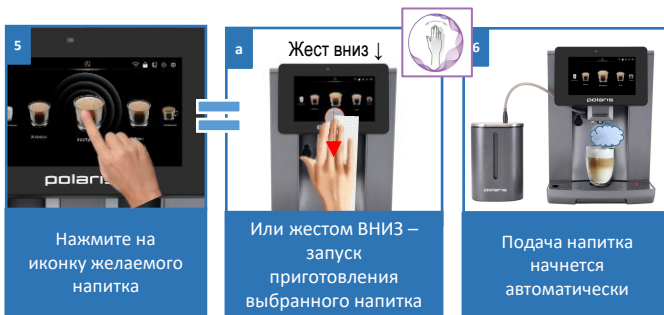 5
polaris
Нажмите на
иконку желаемого
напитка
а
Жест вниз ↓
Или жестом ВНИЗ –
запуск
приготовления
выбранного напитка
6
polaris
polaris
Подача напитка
начнется
автоматически